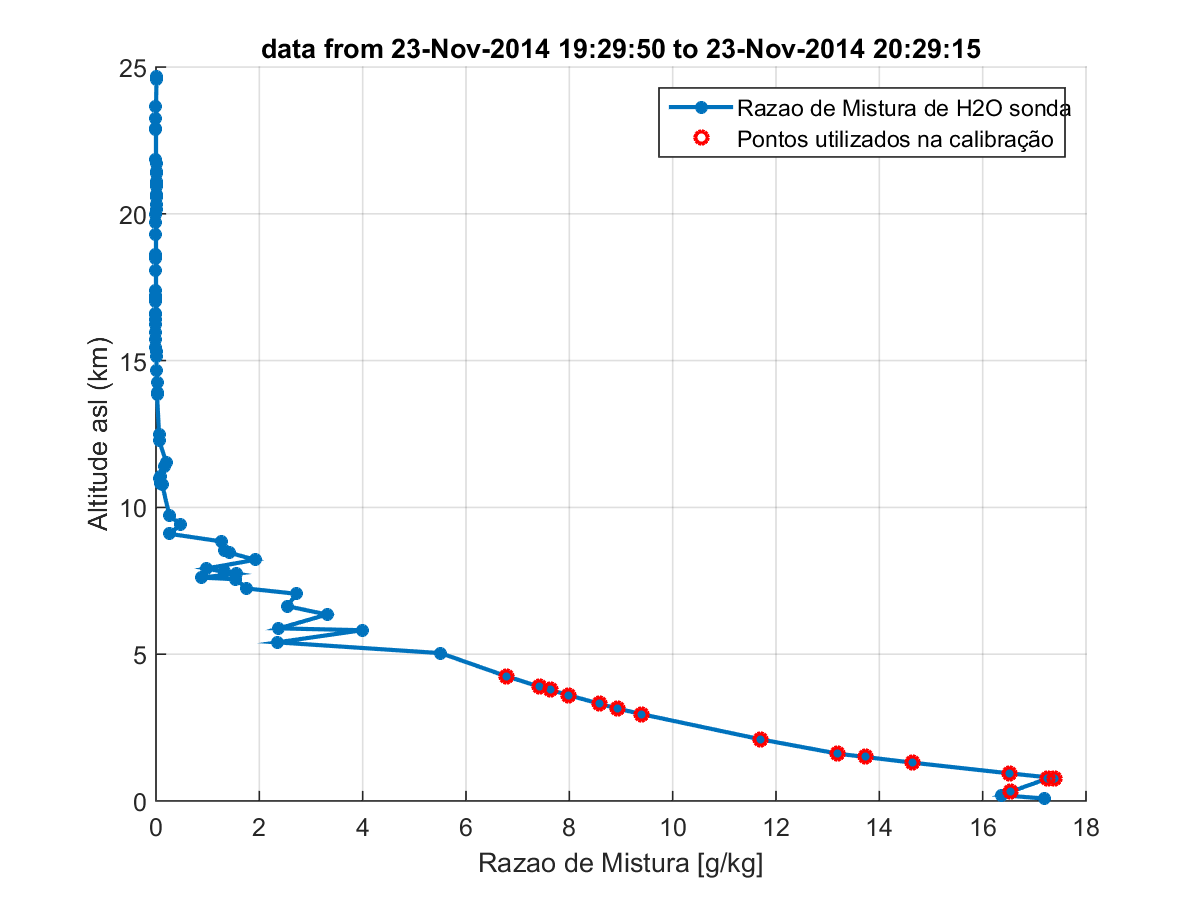 data from 23-Nov-2014 19:29:50 to 23-Nov-2014 20:29:15
Razao de Mistura de H2O sonda
Pontos utilizados na calibração
Altitude asl (km)
25
20
15
10
5
0
0 2 4 6 8 10 12 14 16 18
Razao de Mistura [g/kg]